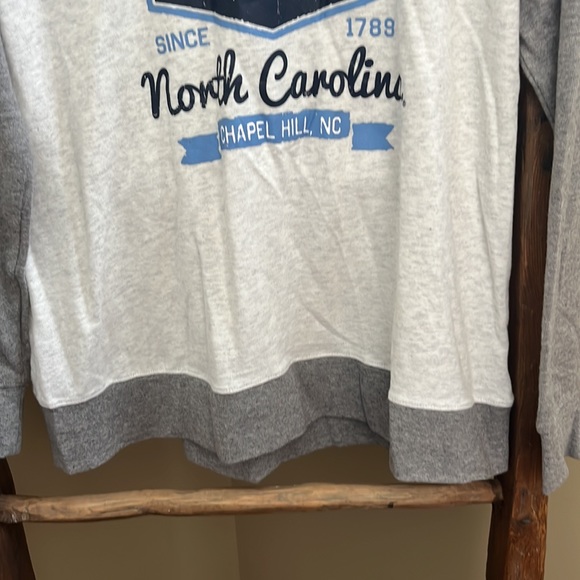 SINCE 1789
North Carolina
CHAPEL HILL, NC